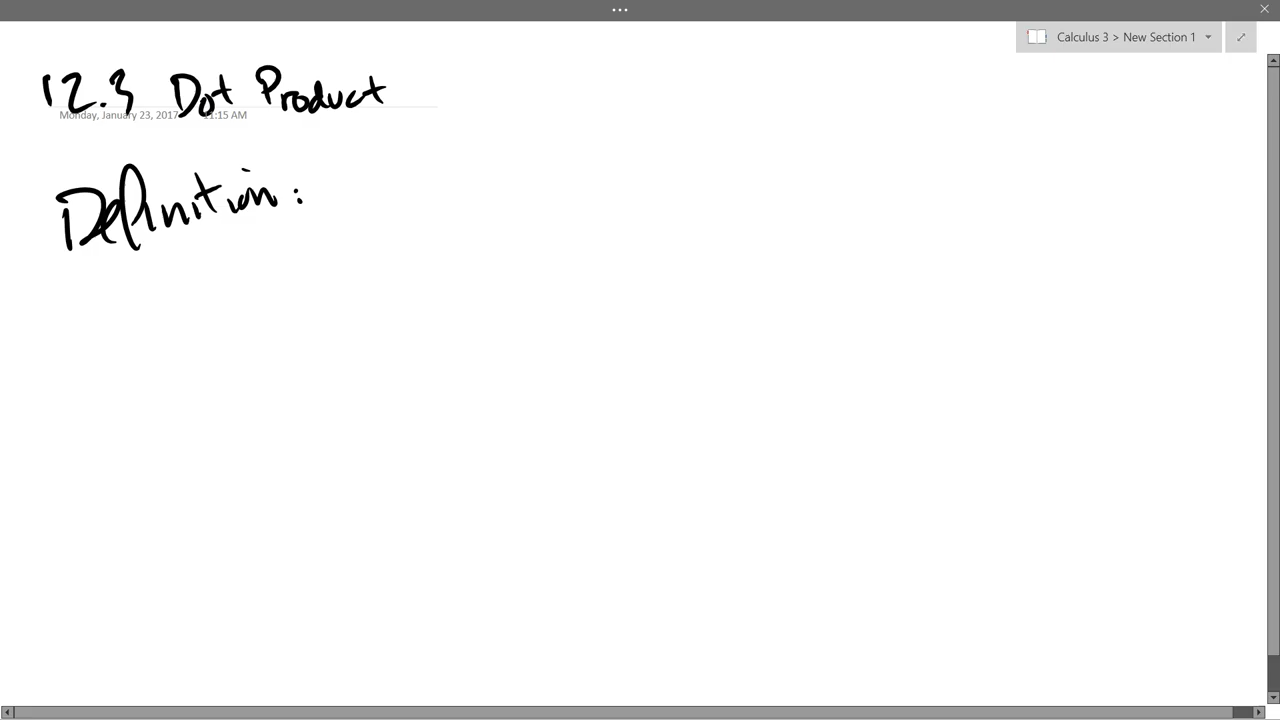 Calculus 3 > New Section 1
12.3 Dot Product
Monday, January 23, 2017 11:15 AM
Definition: